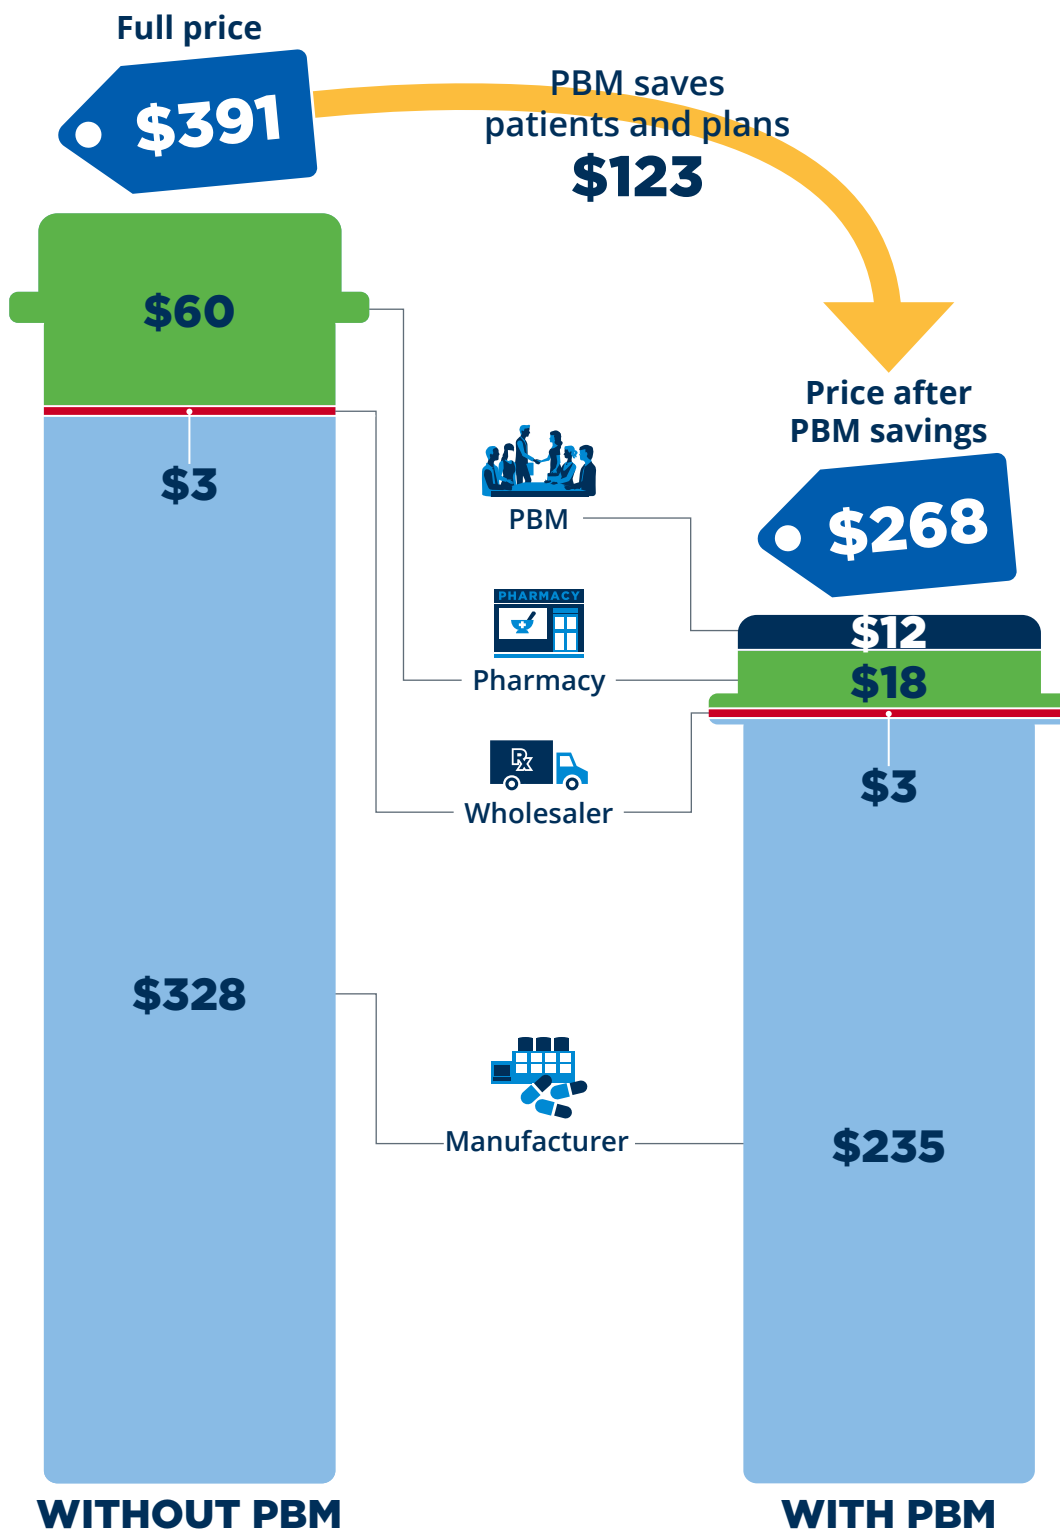 Full price
$391
PBM saves
patients and plans
$123
$60
$3
Price after
PBM savings
$268
PBM
$12
PHARMACY
$18
Pharmacy
$3
Rx
Wholesaler
$328
Manufacturer
$235
WITHOUT PBM
WITH PBM